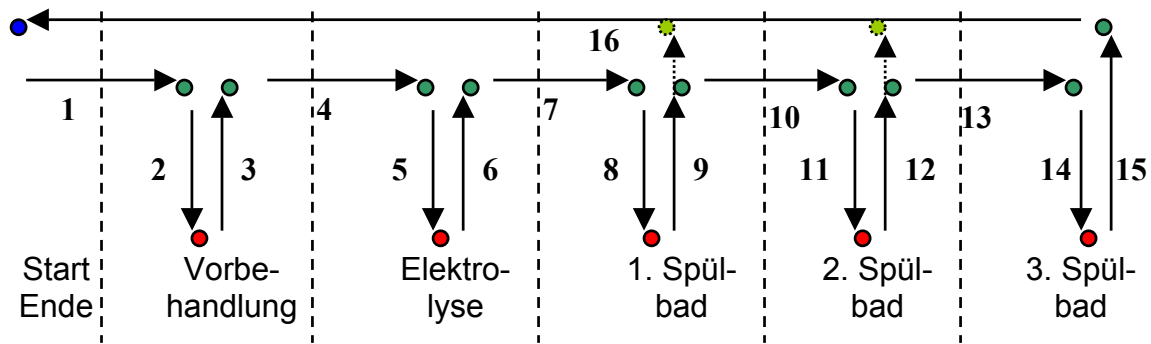 16
1
4
7
10
13
2
3
5
6
8
9
11
12
14
15
Start
Ende
Vorbe-
handlung
Elektro-
lyse
1. Spül-
bad
2. Spül-
bad
3. Spül-
bad